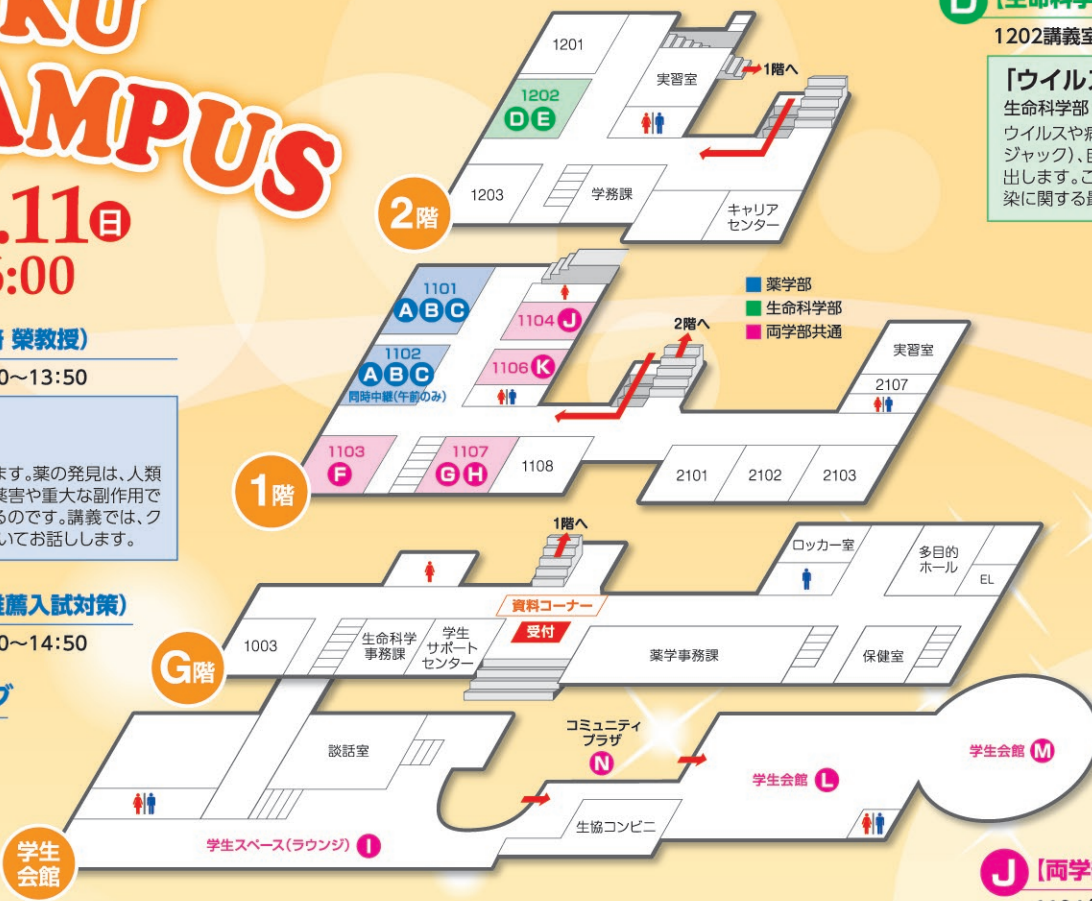 KU
AMPUS
.11日
:00
榮教授)
0〜13:50
ます。薬の発見は、人類
薬害や重大な副作用で
るのです。講義では、ク
いてお話しします。
推薦入試対策)
0〜14:50
グ
D【生命科学
1202講義室
「ウイルス
生命科学部
ウイルスや病
ジャック)、
出します。こ
染に関する最
2階
1201
実習室
1階へ
1202
D E
1203
学務課
キャリア
センター
薬学部
生命科学部
両学部共通
1階
1101
A B C
1104 J
1102
A B C
同時中継(午前のみ)
1106 K
2階へ
実習室
2107
1103
F
1107
G H
1108
2101
2102
2103
G階
1階へ
ロッカー室
多目的
ホール
EL
資料コーナー
受付
1003
生命科学
事務課
学生
サポート
センター
薬学事務課
保健室
学生
会館
談話室
コミュニティ
プラザ
N
学生会館 L
学生会館 M
生協コンビニ
学生スペース(ラウンジ) I
J【両学